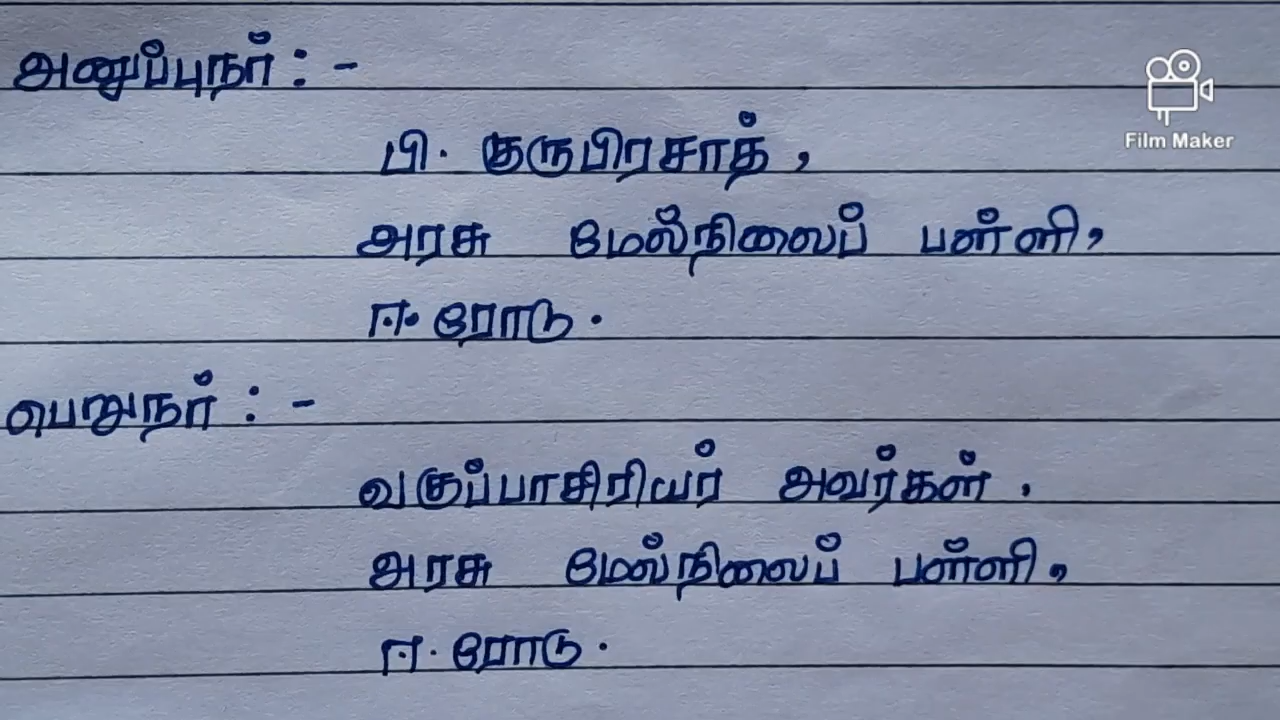 அனுப்புநர் : -
Film Maker
பி. குருபிரசாத் ,
அரசு மேல்நிலைப் பள்ளி,
ஈரோடு .
பெறுநர் : -
வகுப்பாசிரியர் அவர்கள் .
அரசு மேல்நிலைப் பள்ளி,
ஈரோடு .